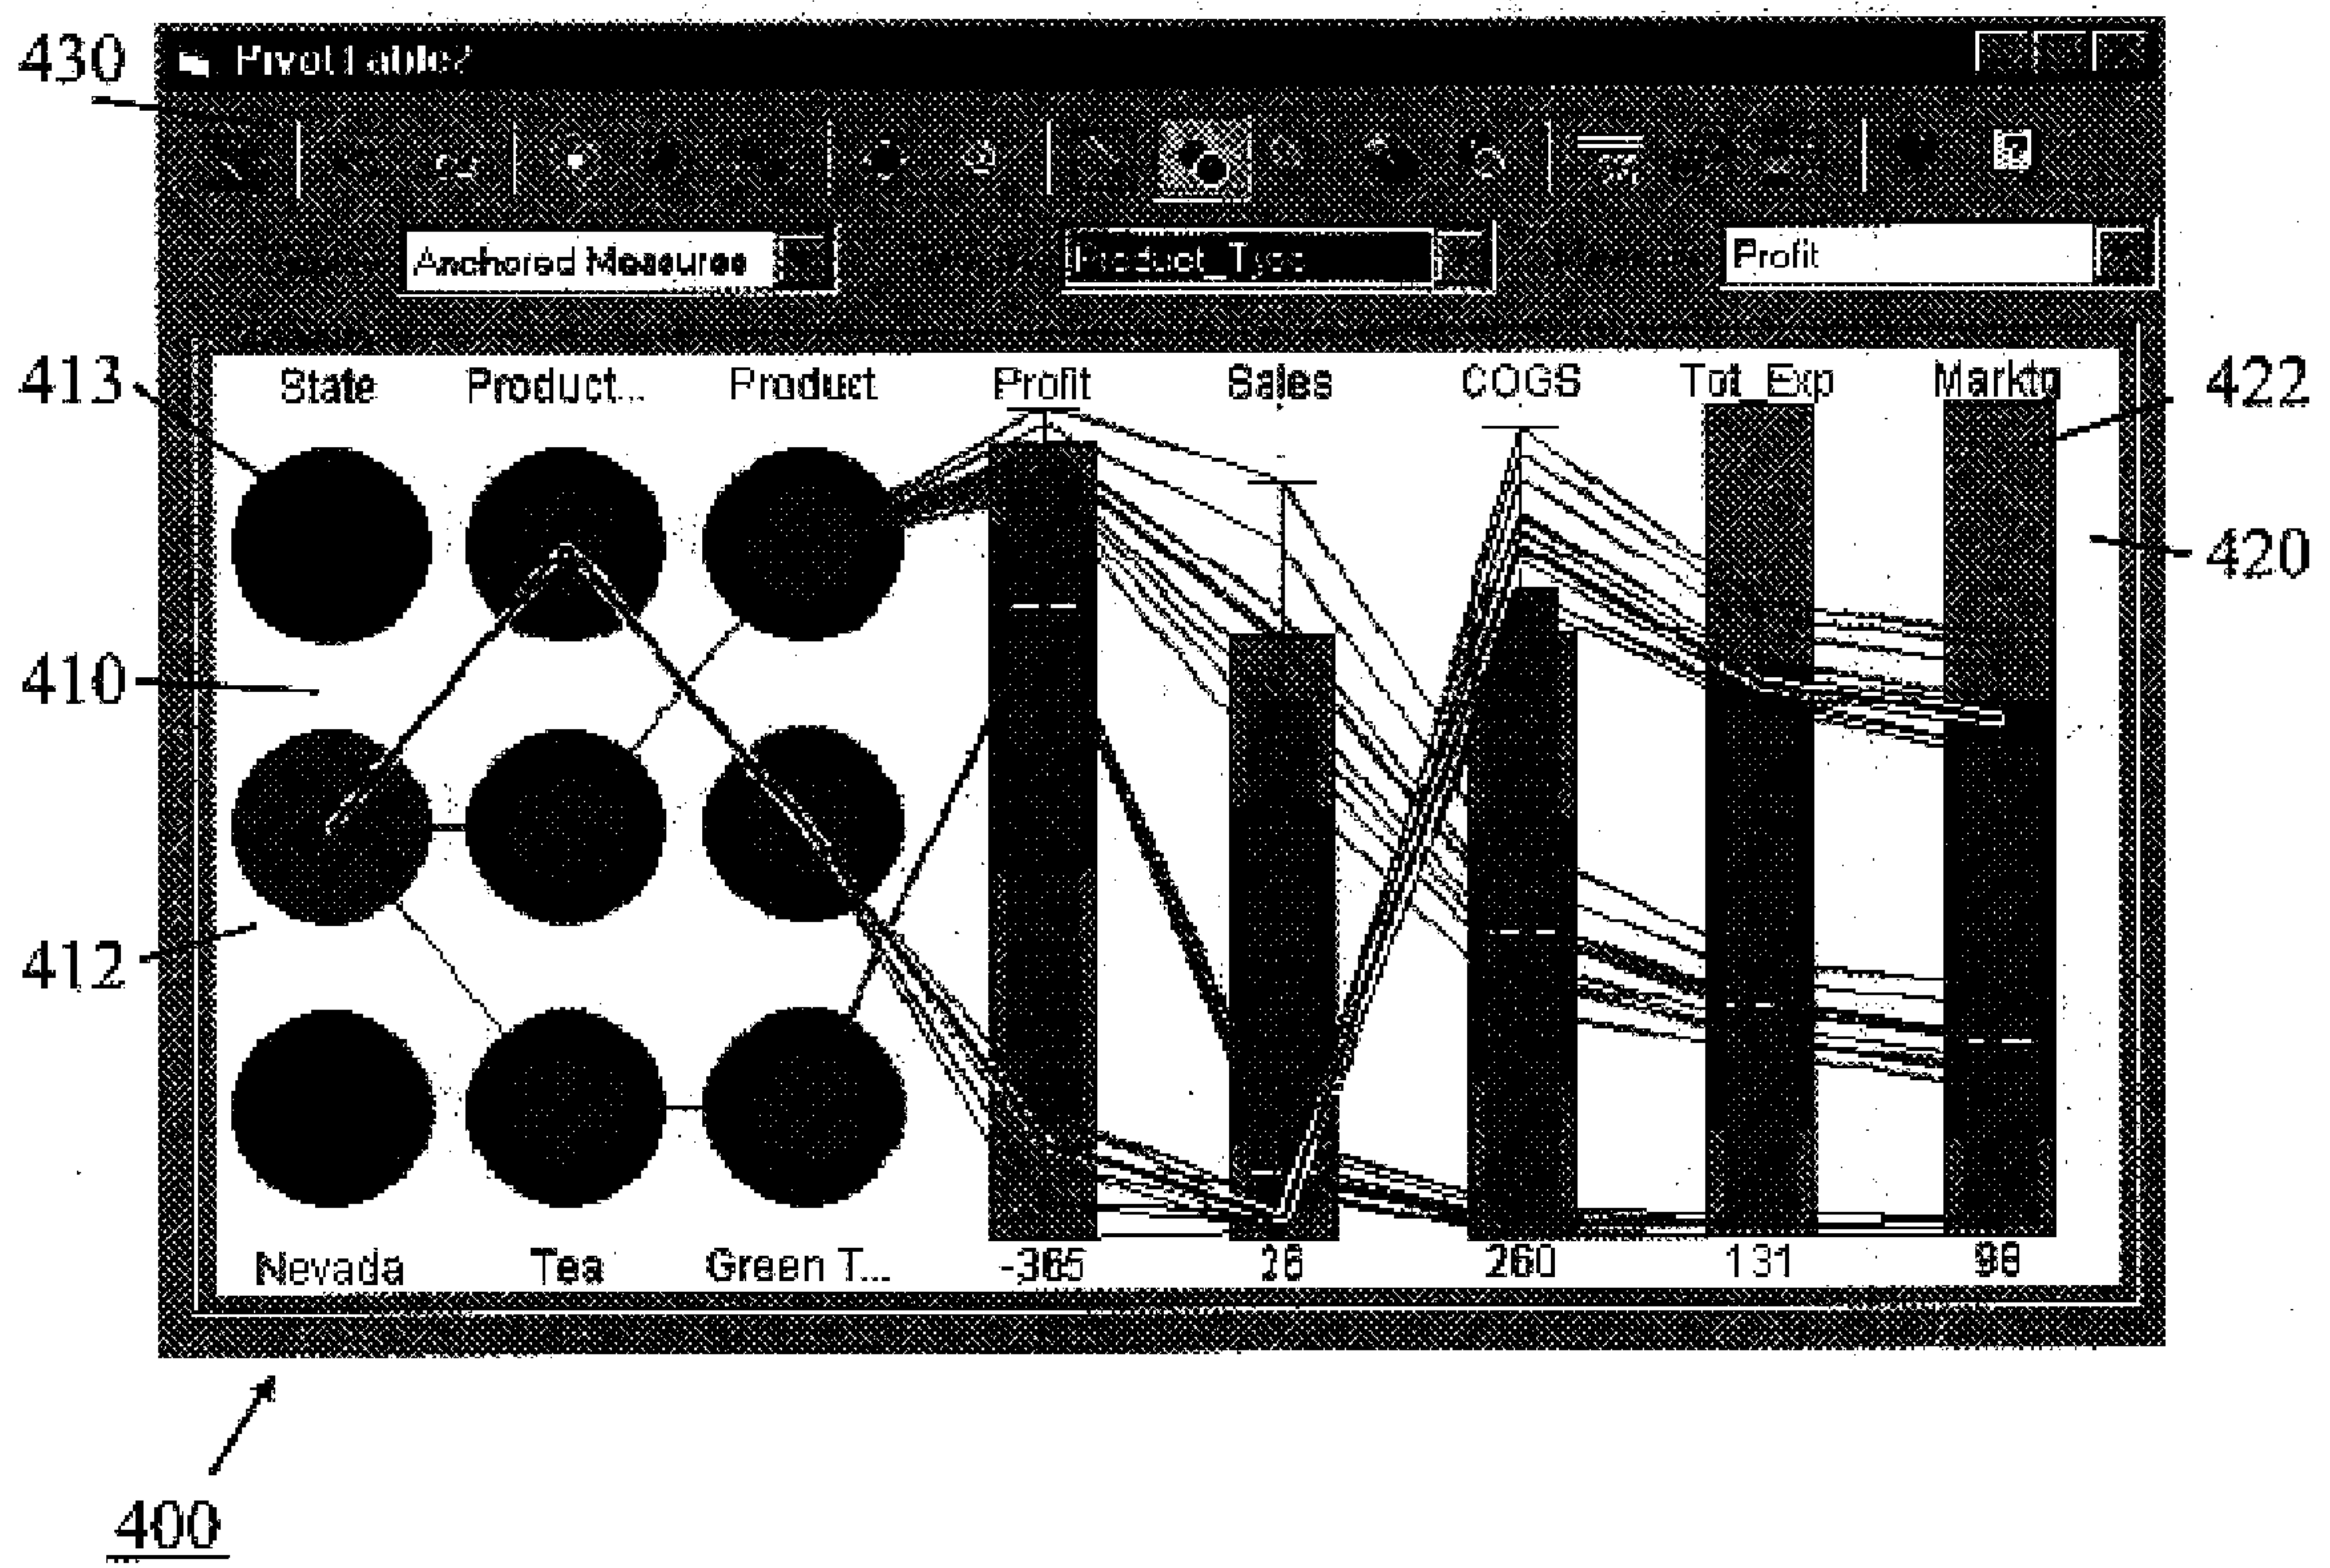 430
PivotTable2
Anchored Measures Product_Type Profit
413
State Product... Product Profit Sales COGS Tot_Exp Marktg
422
420
410
412
Nevada Tea Green T... -365 26 260 131 98
400